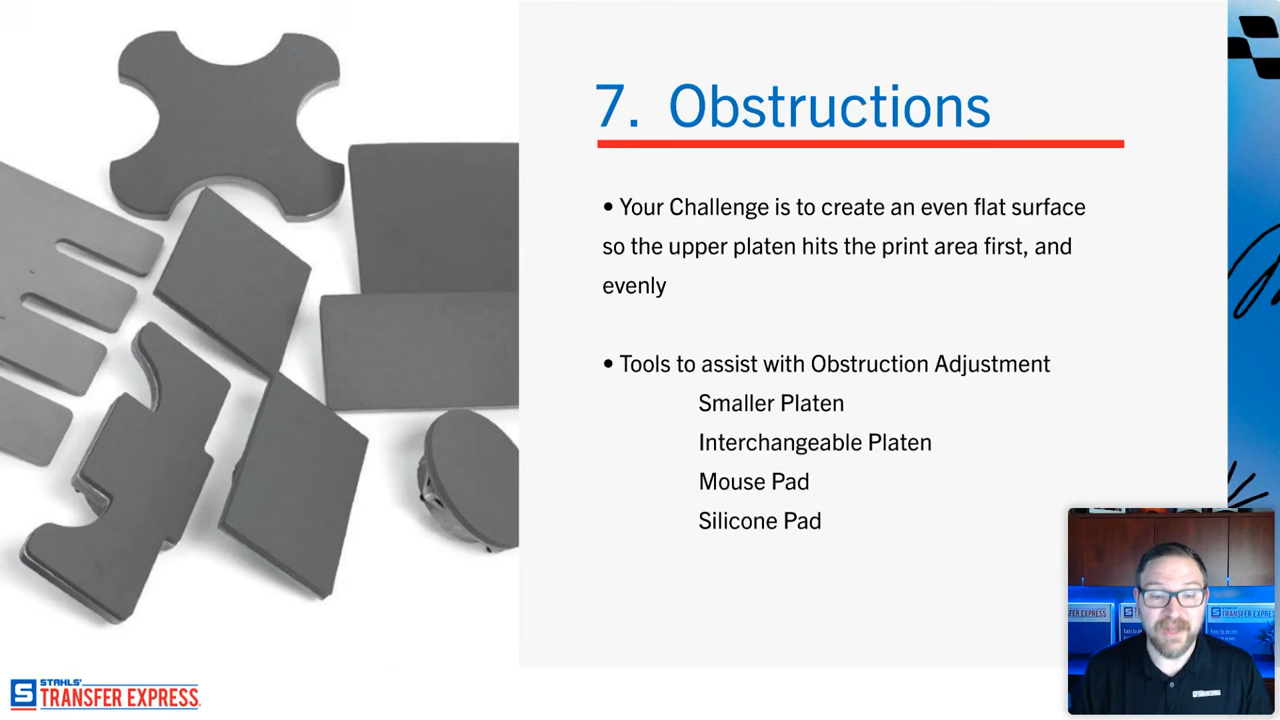 7. Obstructions
• Your Challenge is to create an even flat surface
so the upper platen hits the print area first, and
evenly
• Tools to assist with Obstruction Adjustment
Smaller Platen
Interchangeable Platen
Mouse Pad
Silicone Pad
S STAHLS'
TRANSFER EXPRESS
TRANSFER EXPRESS